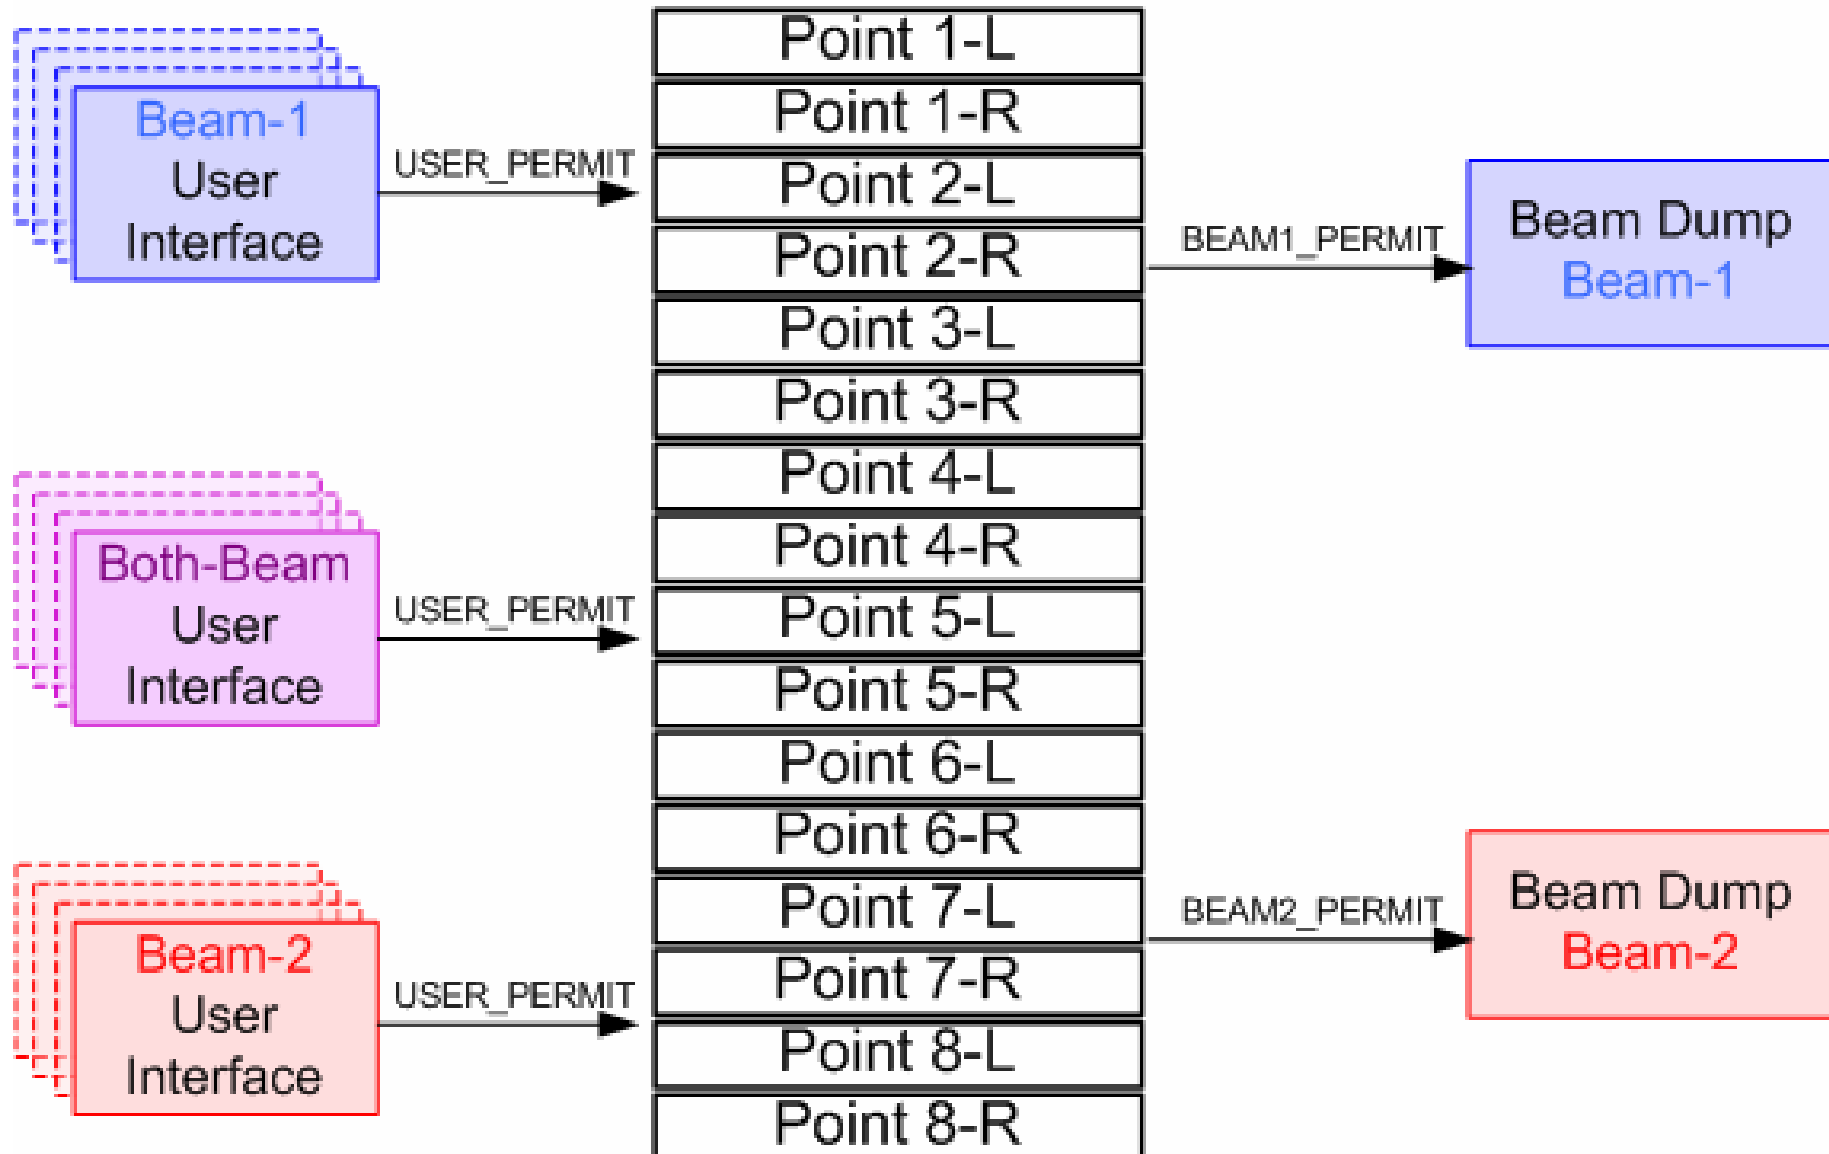 Beam-1
User
Interface
USER_PERMIT
Both-Beam
User
Interface
USER_PERMIT
Beam-2
User
Interface
USER_PERMIT
Point 1-L
Point 1-R
Point 2-L
Point 2-R
Point 3-L
Point 3-R
Point 4-L
Point 4-R
Point 5-L
Point 5-R
Point 6-L
Point 6-R
Point 7-L
Point 7-R
Point 8-L
Point 8-R
BEAM1_PERMIT
Beam Dump
Beam-1
BEAM2_PERMIT
Beam Dump
Beam-2